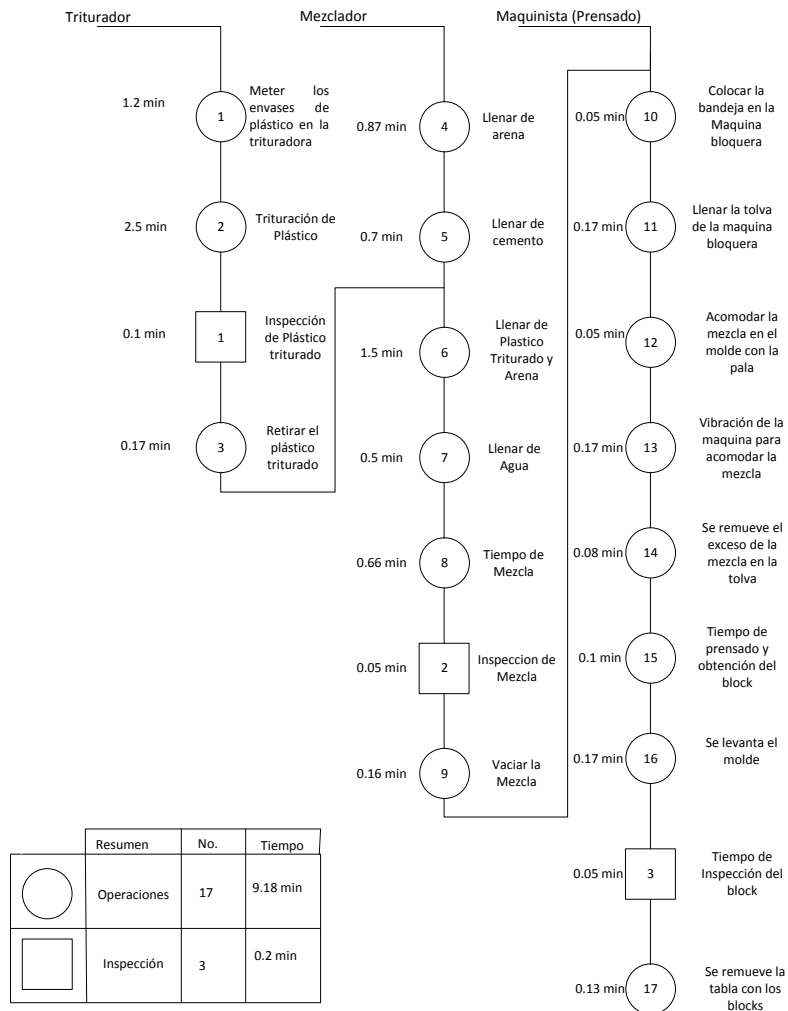 Triturador
1.2 min
1
Meter los
envases de
plástico en la
trituradora
2.5 min
2
Trituración de
Plástico
0.1 min
1
Inspección
de Plástico
triturado
0.17 min
3
Retirar el
plástico
triturado
Mezclador
0.87 min
4
Llenar de
arena
0.7 min
5
Llenar de
cemento
1.5 min
6
Llenar de
Plastico
Triturado y
Arena
0.5 min
7
Llenar de
Agua
0.66 min
8
Tiempo de
Mezcla
0.05 min
2
Inspeccion de
Mezcla
0.16 min
9
Vaciar la
Mezcla
Maquinista (Prensado)
0.05 min
10
Colocar la
bandeja en la
Maquina
bloquera
0.17 min
11
Llenar la tolva
de la maquina
bloquera
0.05 min
12
Acomodar la
mezcla en el
molde con la
pala
0.17 min
13
Vibración de la
maquina para
acomodar la
mezcla
0.08 min
14
Se remueve el
exceso de la
mezcla en la
tolva
0.1 min
15
Tiempo de
prensado y
obtención del
block
0.17 min
16
Se levanta el
molde
0.05 min
3
Tiempo de
Inspección del
block
0.13 min
17
Se remueve la
tabla con los
blocks
Resumen No. Tiempo
Operaciones 17 9.18 min
Inspección 3 0.2 min